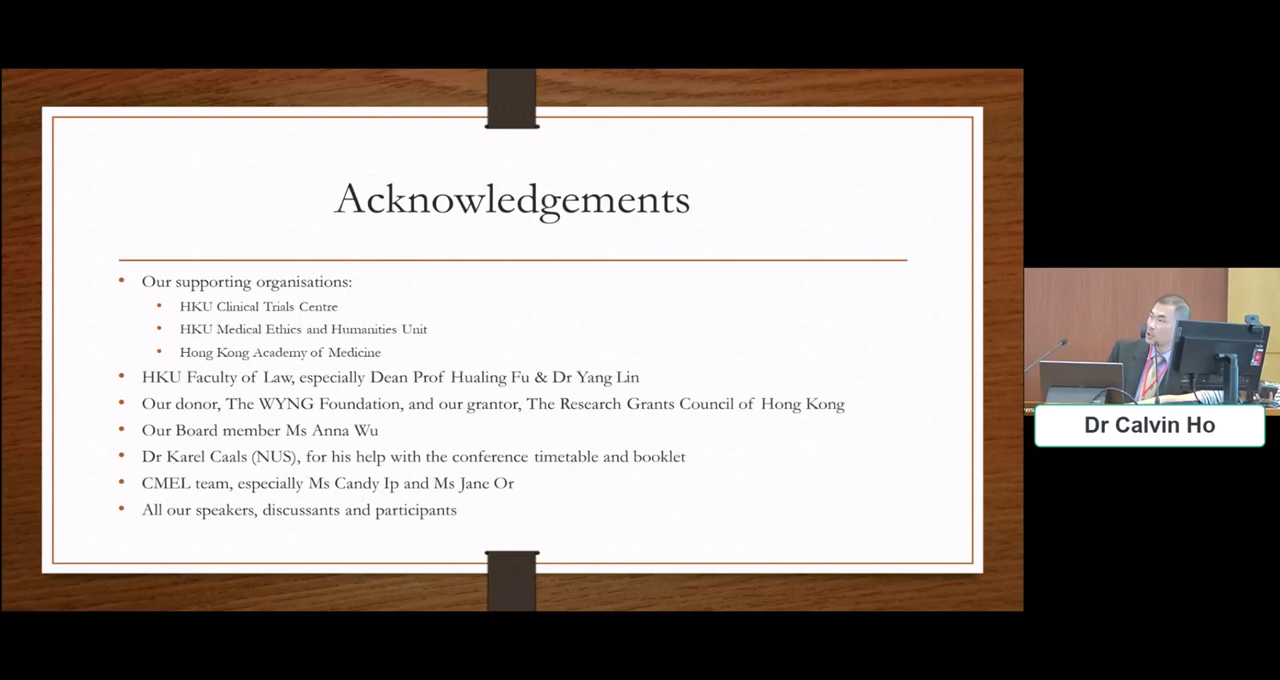 Acknowledgements
Our supporting organisations:
HKU Clinical Trials Centre
HKU Medical Ethics and Humanities Unit
Hong Kong Academy of Medicine
HKU Faculty of Law, especially Dean Prof Hualing Fu & Dr Yang Lin
Our donor, The WYNG Foundation, and our grantor, The Research Grants Council of Hong Kong
Our Board member Ms Anna Wu
Dr Karel Caals (NUS), for his help with the conference timetable and booklet
CMEL team, especially Ms Candy Ip and Ms Jane Or
All our speakers, discussants and participants
Dr Calvin Ho